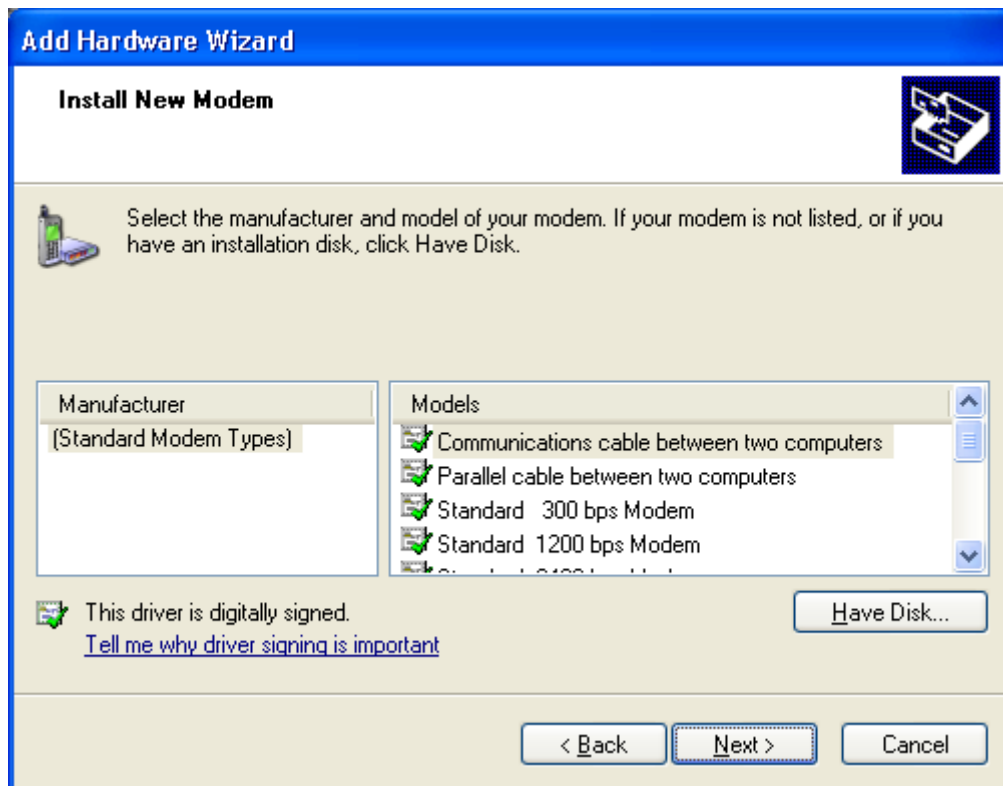 Add Hardware Wizard
Install New Modem
Select the manufacturer and model of your modem. If your modem is not listed, or if you
have an installation disk, click Have Disk.
Manufacturer
(Standard Modem Types)
Models
Communications cable between two computers
Parallel cable between two computers
Standard   300 bps Modem
Standard  1200 bps Modem
This driver is digitally signed.
Tell me why driver signing is important
Have Disk...
< Back
Next >
Cancel